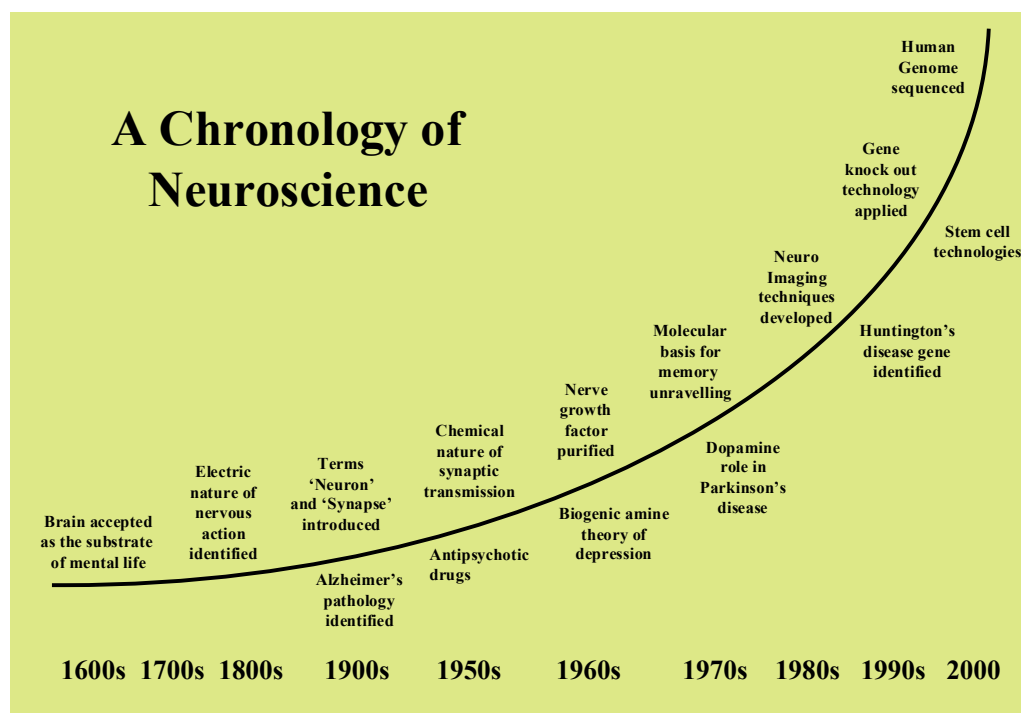 A Chronology of
Neuroscience
Brain accepted
as the substrate
of mental life
Electric
nature of
nervous
action
identified
Terms
‘Neuron’
and ‘Synapse’
introduced
Alzheimer’s
pathology
identified
Chemical
nature of
synaptic
transmission
Antipsychotic
drugs
Nerve
growth
factor
purified
Biogenic amine
theory of
depression
Molecular
basis for
memory
unravelling
Dopamine
role in
Parkinson’s
disease
Neuro
Imaging
techniques
developed
Huntington’s
disease gene
identified
Gene
knock out
technology
applied
Stem cell
technologies
Human
Genome
sequenced
1600s 1700s 1800s 1900s 1950s 1960s 1970s 1980s 1990s 2000